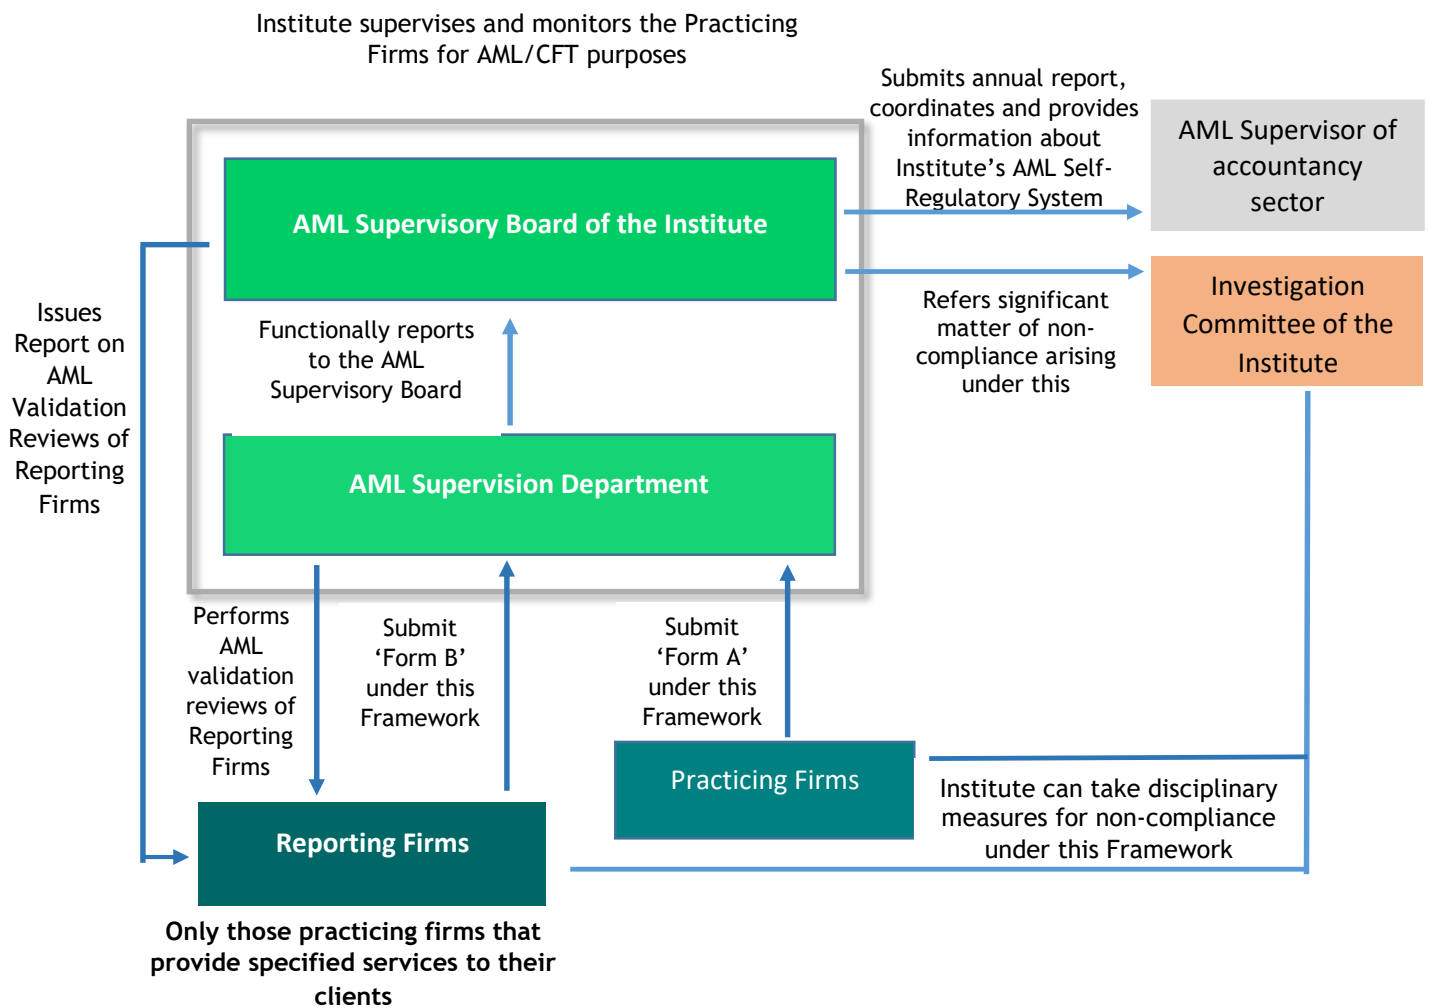 Institute supervises and monitors the Practicing
Firms for AML/CFT purposes
Submits annual report,
coordinates and provides
information about
Institute’s AML Self-
Regulatory System
AML Supervisor of
accountancy
sector
AML Supervisory Board of the Institute
Issues
Report on
AML
Validation
Reviews of
Reporting
Firms
Functionally reports
to the AML
Supervisory Board
Refers significant
matter of non-
compliance arising
under this
Investigation
Committee of the
Institute
AML Supervision Department
Performs
AML
validation
reviews of
Reporting
Firms
Submit
‘Form B’
under this
Framework
Submit
‘Form A’
under this
Framework
Practicing Firms
Institute can take disciplinary
measures for non-compliance
under this Framework
Reporting Firms
Only those practicing firms that
provide specified services to their
clients